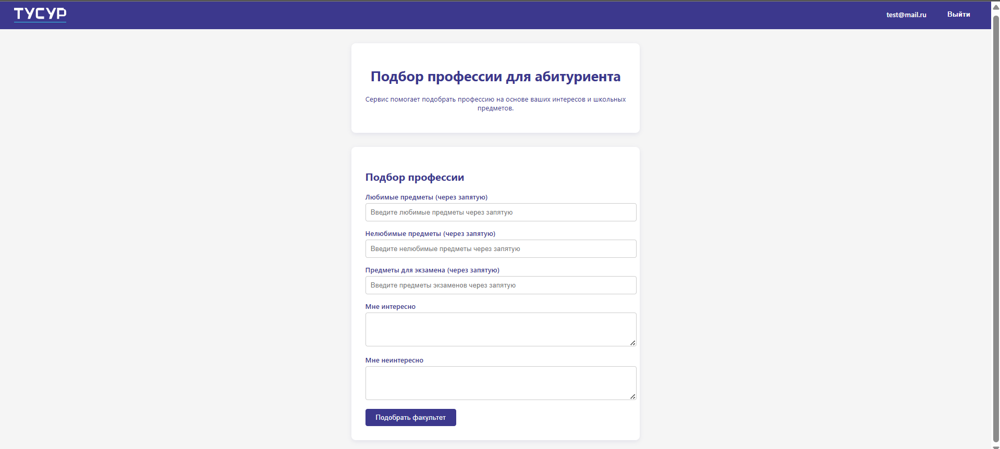 ТУСУР
test@mail.ru
Выйти
Подбор профессии для абитуриента
Сервис помогает подобрать профессию на основе ваших интересов и школьных
предметов.
Подбор профессии
Любимые предметы (через запятую)
Введите любимые предметы через запятую
Нелюбимые предметы (через запятую)
Введите нелюбимые предметы через запятую
Предметы для экзамена (через запятую)
Введите предметы экзаменов через запятую
Мне интересно
Мне неинтересно
Подобрать факультет